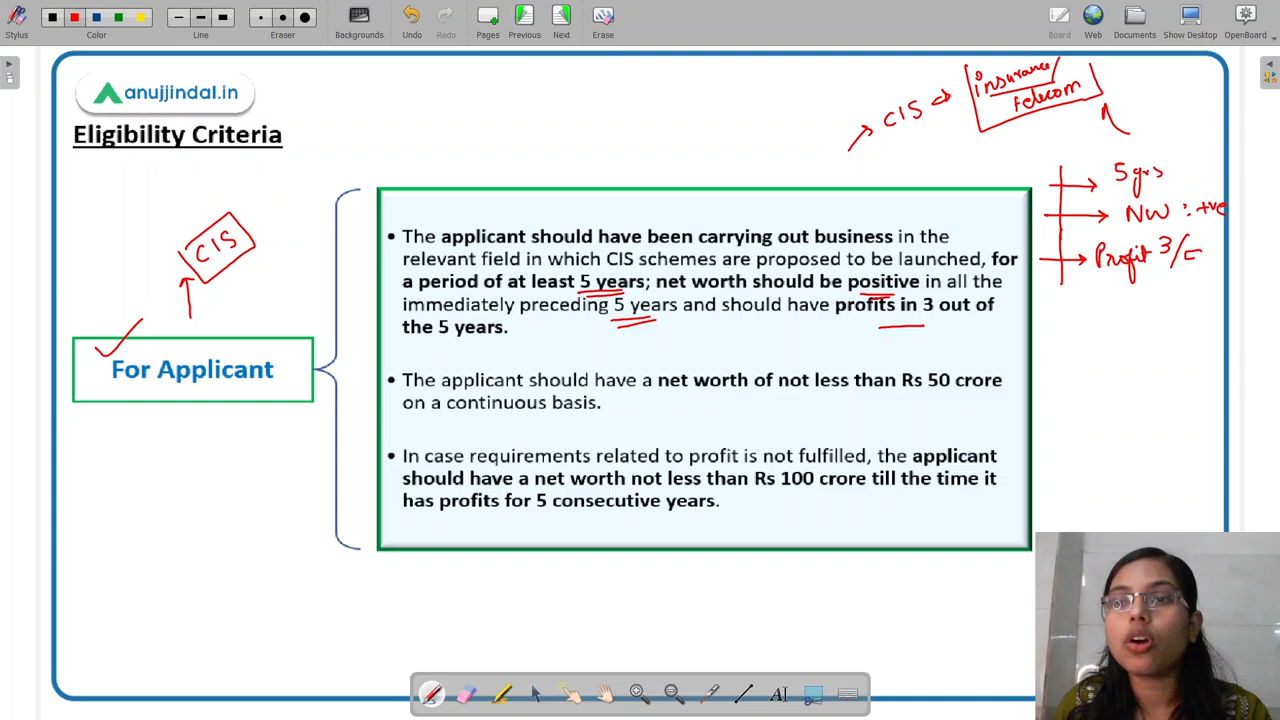 Stylus
Color
Line
Eraser
Backgrounds
Undo
Redo
Pages
Previous
Next
Erase
Board
Web
Documents
Show Desktop
OpenBoard
anujjindal.in
Eligibility Criteria
CIS
insurance/
telecom
5 yrs
NW : +ve
Profit 3/
CIS
For Applicant
• The applicant should have been carrying out business in the
relevant field in which CIS schemes are proposed to be launched, for
a period of at least 5 years; net worth should be positive in all the
immediately preceding 5 years and should have profits in 3 out of
the 5 years.
• The applicant should have a net worth of not less than Rs 50 crore
on a continuous basis.
• In case requirements related to profit is not fulfilled, the applicant
should have a net worth not less than Rs 100 crore till the time it
has profits for 5 consecutive years.